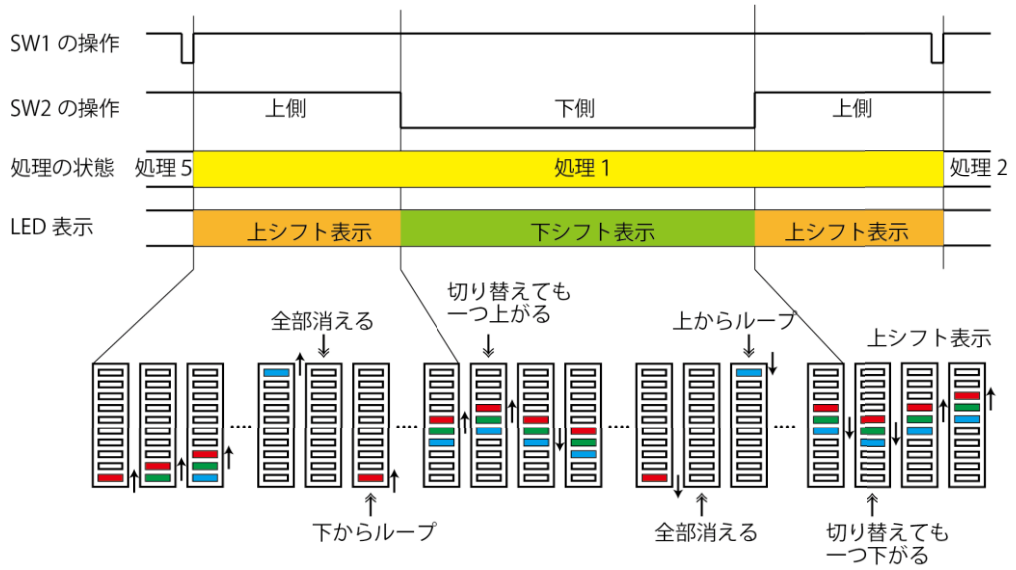 SW1 の操作
SW2 の操作
上側
下側
上側
処理の状態
処理 5
処理 1
処理 2
LED 表示
上シフト表示
下シフト表示
上シフト表示
全部消える
切り替えても
一つ上がる
上からループ
上シフト表示
下からループ
全部消える
切り替えても
一つ下がる